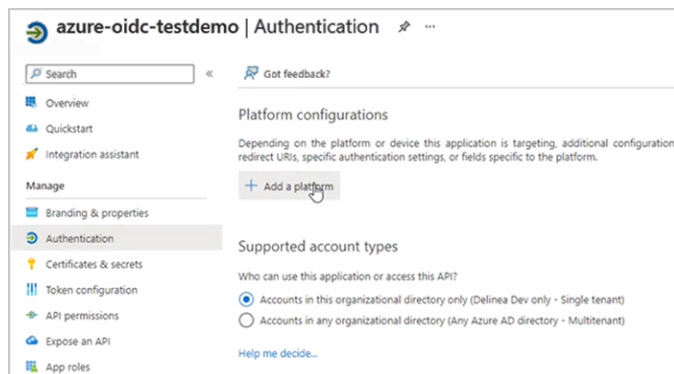 azure-oidc-testdemo | Authentication
Search
Got feedback?
Overview
Quickstart
Integration assistant
Manage
Branding & properties
Authentication
Certificates & secrets
Token configuration
API permissions
Expose an API
App roles
Platform configurations
Depending on the platform or device this application is targeting, additional configuration
redirect URIs, specific authentication settings, or fields specific to the platform.
Add a platform
Supported account types
Who can use this application or access this API?
Accounts in this organizational directory only (Delinea Dev only - Single tenant)
Accounts in any organizational directory (Any Azure AD directory - Multitenant)
Help me decide...